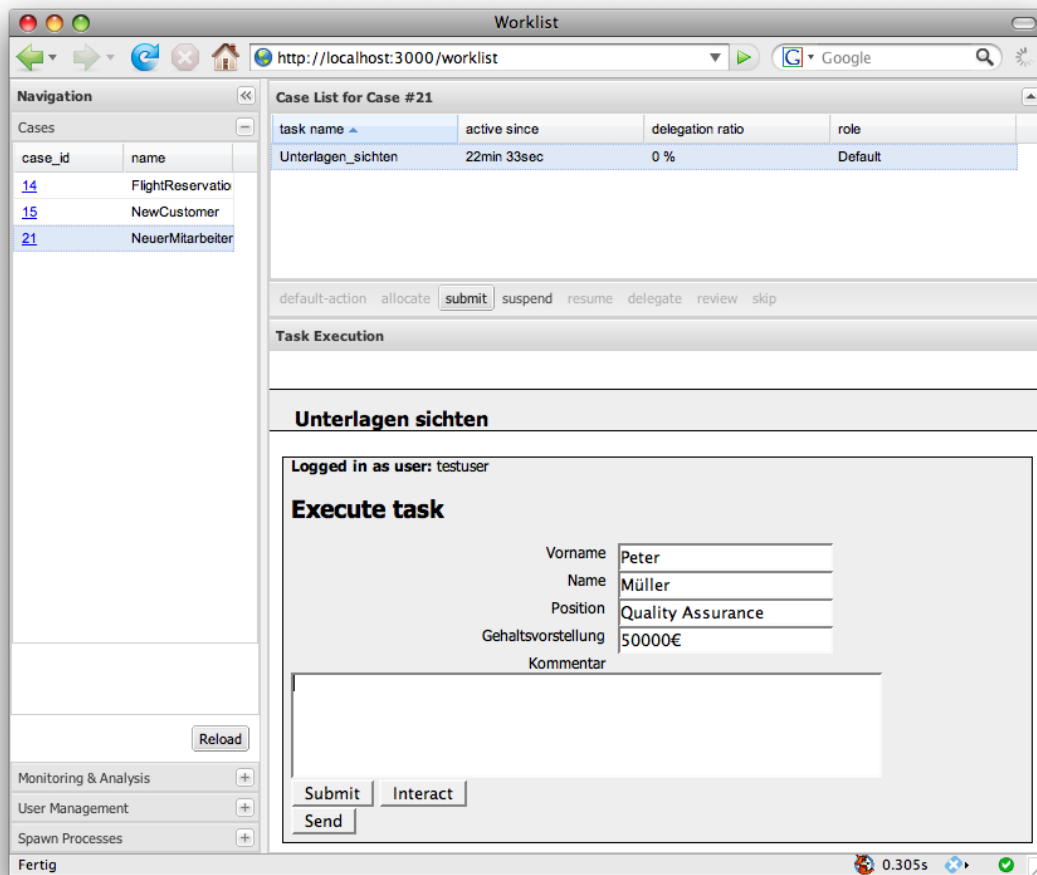 Worklist
http://localhost:3000/worklist
G Google
Navigation
Cases
case_id name
14 FlightReservatio
15 NewCustomer
21 NeuerMitarbeiter
Reload
Monitoring & Analysis
User Management
Spawn Processes
Case List for Case #21
task name active since delegation ratio role
Unterlagen_sichten 22min 33sec 0 % Default
default-action allocate submit suspend resume delegate review skip
Task Execution
Unterlagen sichten
Logged in as user: testuser
Execute task
Vorname Peter
Name Müller
Position Quality Assurance
Gehaltsvorstellung 50000€
Kommentar
Submit Interact
Send
Fertig 0.305s